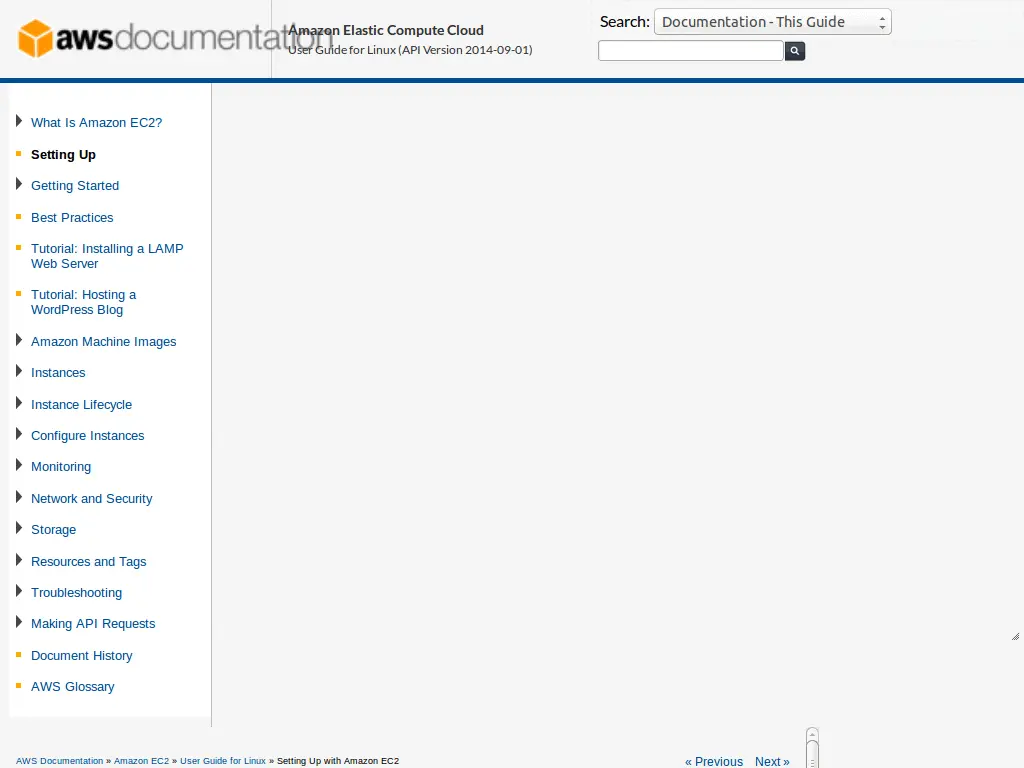 awsdocumentation
Amazon Elastic Compute Cloud
User Guide for Linux (API Version 2014-09-01)
Search: Documentation - This Guide
What Is Amazon EC2?
Setting Up
Getting Started
Best Practices
Tutorial: Installing a LAMP
Web Server
Tutorial: Hosting a
WordPress Blog
Amazon Machine Images
Instances
Instance Lifecycle
Configure Instances
Monitoring
Network and Security
Storage
Resources and Tags
Troubleshooting
Making API Requests
Document History
AWS Glossary
AWS Documentation » Amazon EC2 » User Guide for Linux » Setting Up with Amazon EC2
« Previous Next »